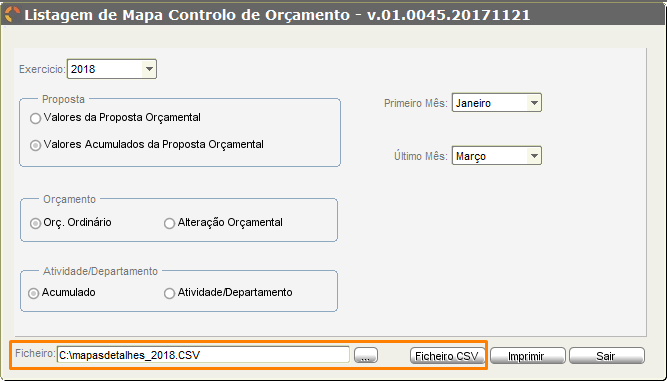 Listagem de Mapa Controlo de Orçamento - v.01.0045.20171121
Exercicio: 2018
Proposta
Valores da Proposta Orçamental
Valores Acumulados da Proposta Orçamental
Primeiro Mês: Janeiro
Último Mês: Março
Orçamento
Orç. Ordinário Alteração Orçamental
Atividade/Departamento
Acumulado Atividade/Departamento
Ficheiro: C:\mapasdetalhes_2018.CSV ... Ficheiro CSV Imprimir Sair